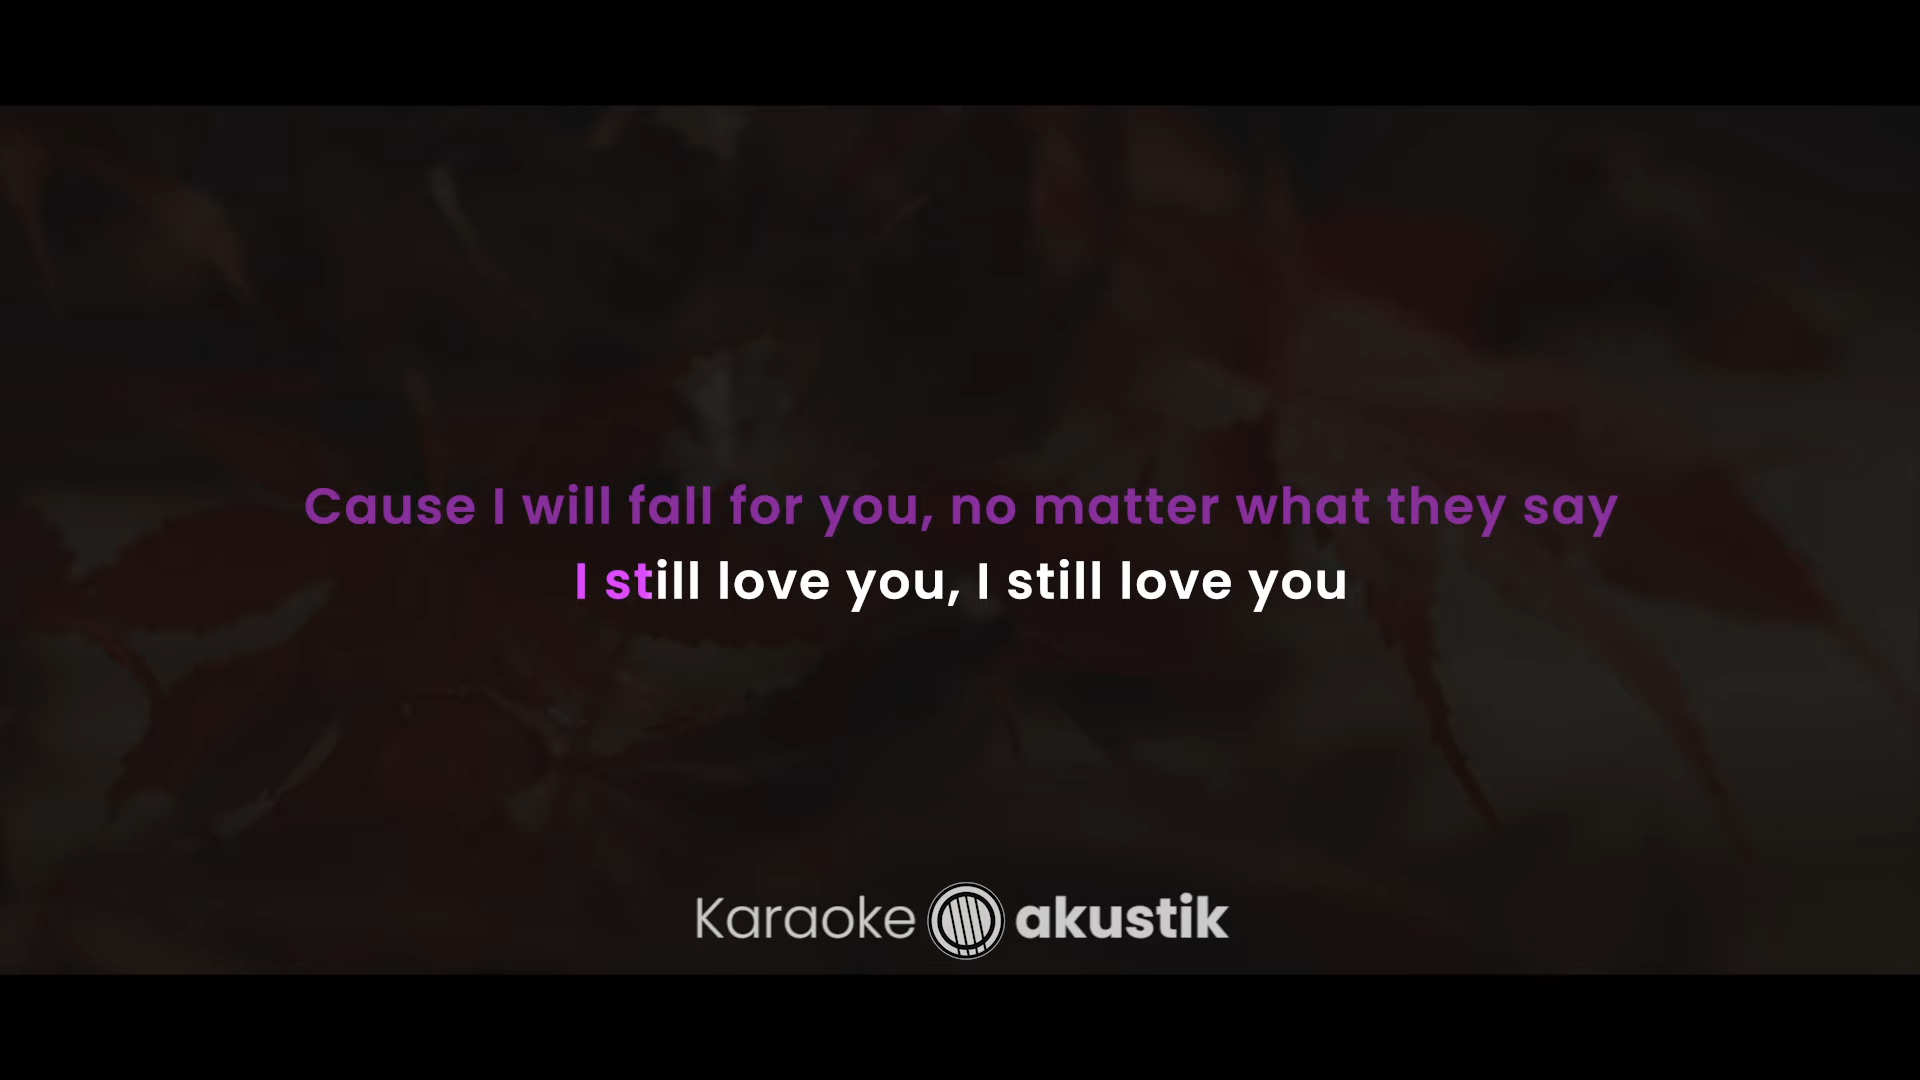 Cause I will fall for you, no matter what they say
I still love you, I still love you
Karaoke akustik